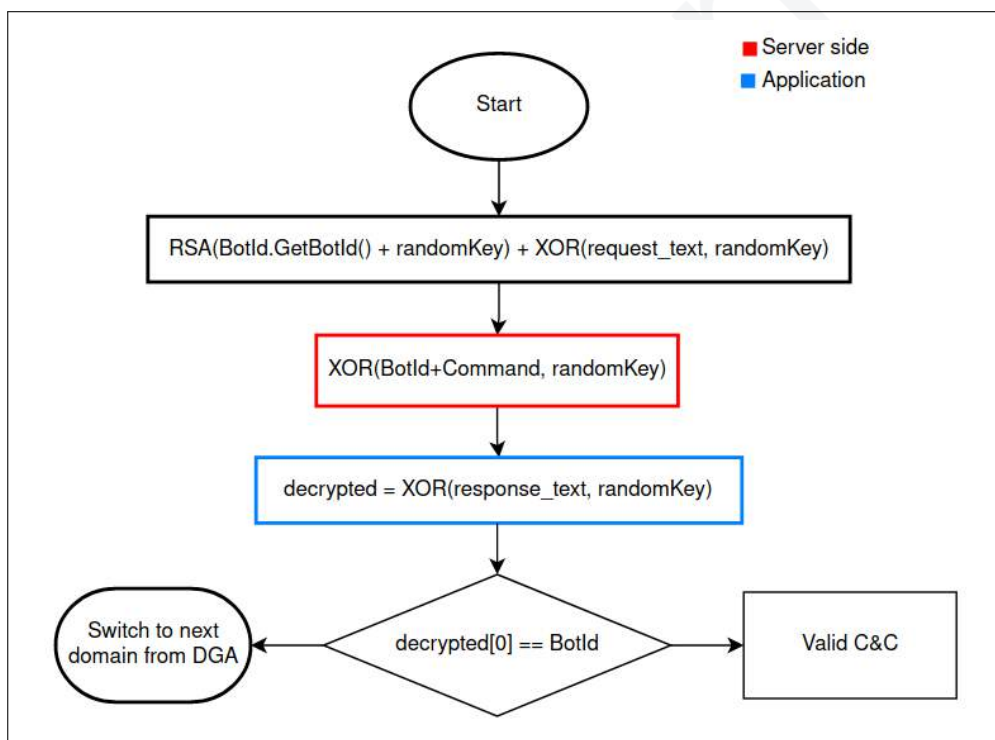 Server side
Application
Start
RSA(BotId.GetBotId() + randomKey) + XOR(request_text, randomKey)
XOR(BotId+Command, randomKey)
decrypted = XOR(response_text, randomKey)
Switch to next
domain from DGA
decrypted[0] == BotId
Valid C&C